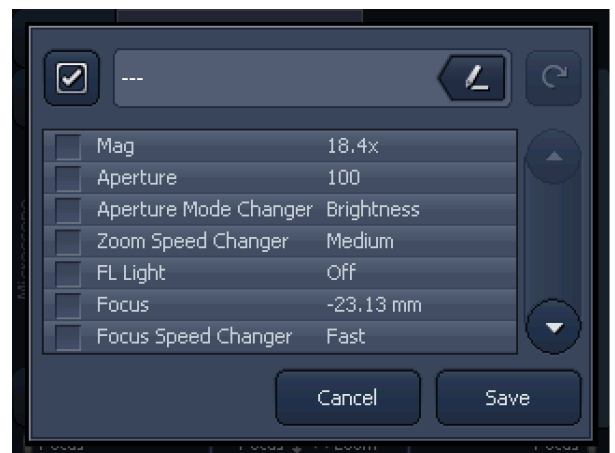 ---
Mag 18.4x
Aperture 100
Aperture Mode Changer Brightness
Zoom Speed Changer Medium
FL Light Off
Focus -23.13 mm
Focus Speed Changer Fast
Cancel Save
Microscope